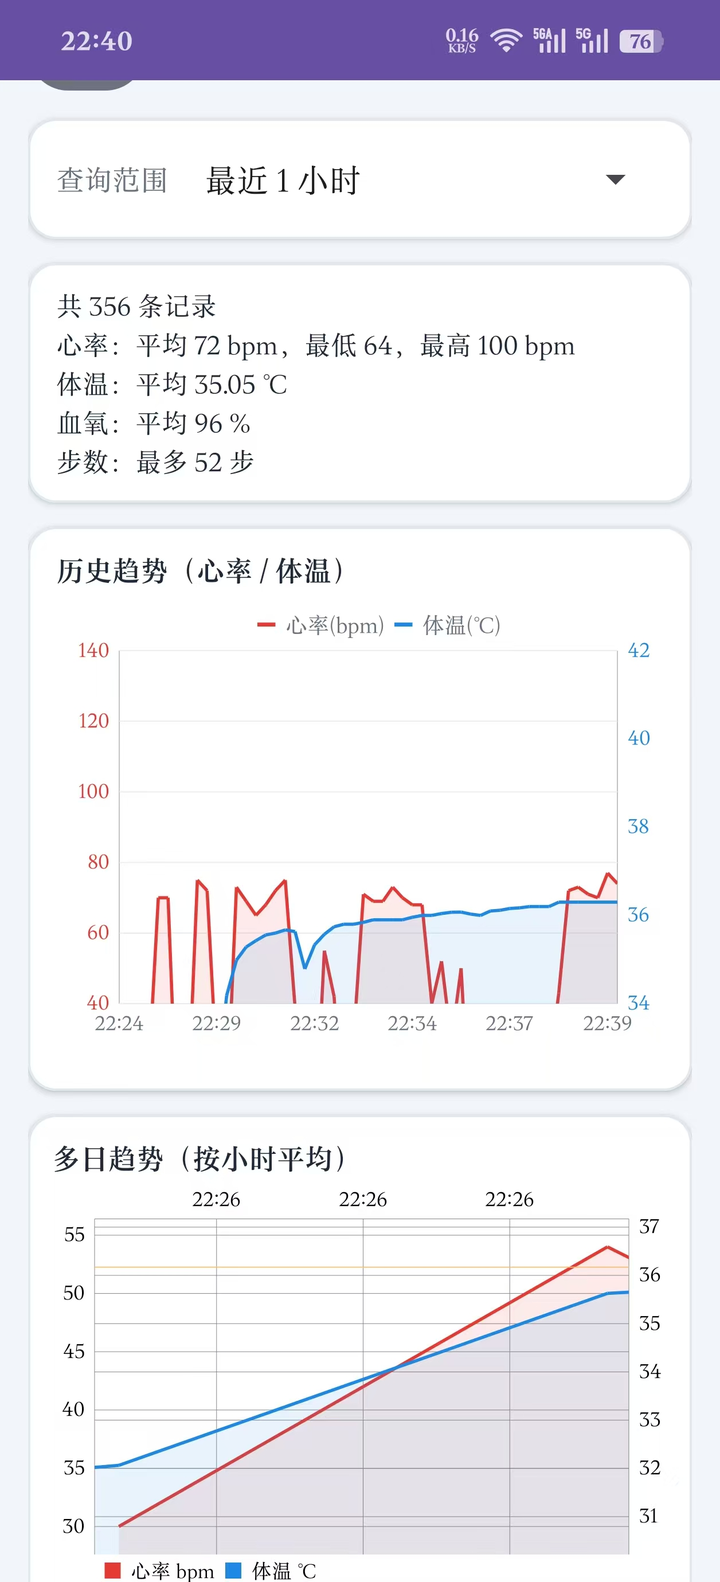 22:40 0.16 KB/S 5GA 5G 76
查询范围 最近 1 小时
共 356 条记录
心率：平均 72 bpm，最低 64，最高 100 bpm
体温：平均 35.05 ℃
血氧：平均 96 %
步数：最多 52 步
历史趋势（心率 / 体温）
心率(bpm) 体温(℃)
140 42
120 40
100 38
80
60 36
40 34
22:24 22:29 22:32 22:34 22:37 22:39
多日趋势（按小时平均）
22:26 22:26 22:26
55 37
50 36
45 35
40 34
35 33
30 32
31
心率 bpm 体温 ℃